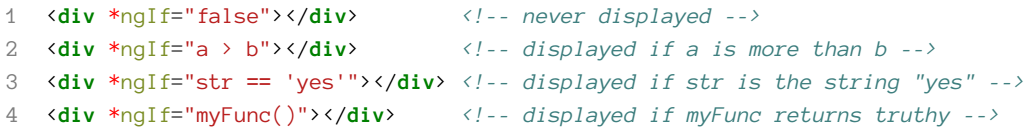 1 <div *ngIf="false"></div> <!-- never displayed -->
2 <div *ngIf="a > b"></div> <!-- displayed if a is more than b -->
3 <div *ngIf="str == 'yes'"></div> <!-- displayed if str is the string "yes" -->
4 <div *ngIf="myFunc()"></div> <!-- displayed if myFunc returns truthy -->